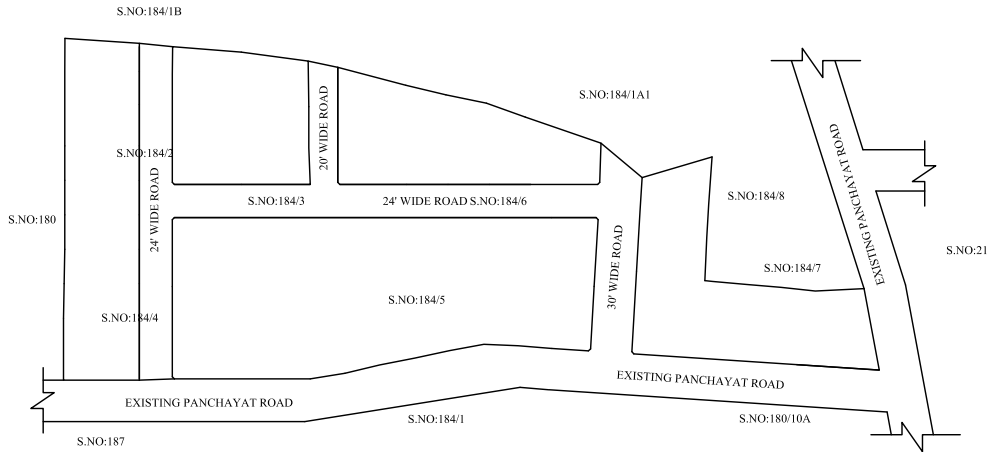 S.NO:184/1B
S.NO:184/1A1
20' WIDE ROAD
EXISTING PANCHAYAT ROAD
S.NO:184/2
24' WIDE ROAD
S.NO:184/3
24' WIDE ROAD S.NO:184/6
S.NO:184/8
S.NO:180
EXISTING PANCHAYAT ROAD
S.NO:21
30' WIDE ROAD
S.NO:184/7
S.NO:184/5
S.NO:184/4
EXISTING PANCHAYAT ROAD
EXISTING PANCHAYAT ROAD
S.NO:184/1
S.NO:180/10A
S.NO:187